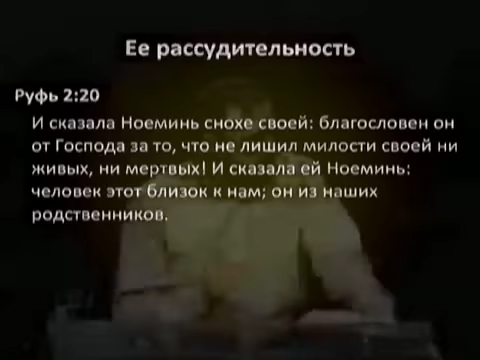 Ее рассудительность
Руфь 2:20
И сказала Ноеминь снохе своей: благословен он
от Господа за то, что не лишил милости своей ни
живых, ни мертвых! И сказала ей Ноеминь:
человек этот близок к нам; он из наших
родственников.